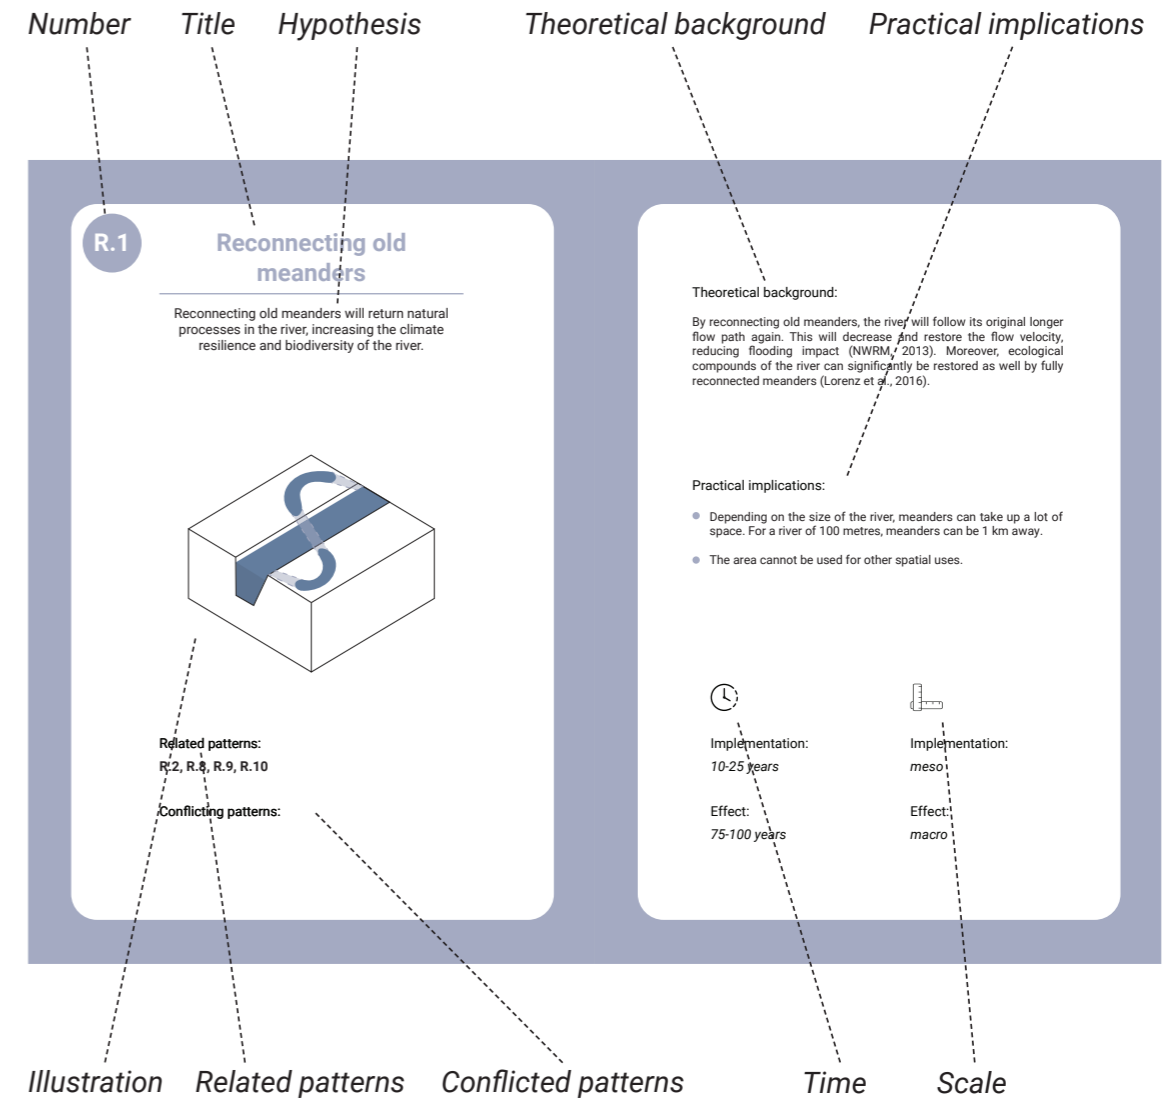 Number Title Hypothesis Theoretical background Practical implications
R.1
Reconnecting old
meanders
Reconnecting old meanders will return natural
processes in the river, increasing the climate
resilience and biodiversity of the river.
Related patterns:
R.2, R.8, R.9, R.10
Conflicting patterns:
Theoretical background:
By reconnecting old meanders, the river will follow its original longer
flow path again. This will decrease and restore the flow velocity,
reducing flooding impact (NWRM, 2013). Moreover, ecological
compounds of the river can significantly be restored as well by fully
reconnected meanders (Lorenz et al., 2016).
Practical implications:
Depending on the size of the river, meanders can take up a lot of
space. For a river of 100 metres, meanders can be 1 km away.
The area cannot be used for other spatial uses.
Implementation:
10-25 years
Effect:
75-100 years
Implementation:
meso
Effect:
macro
Illustration Related patterns Conflicted patterns Time Scale